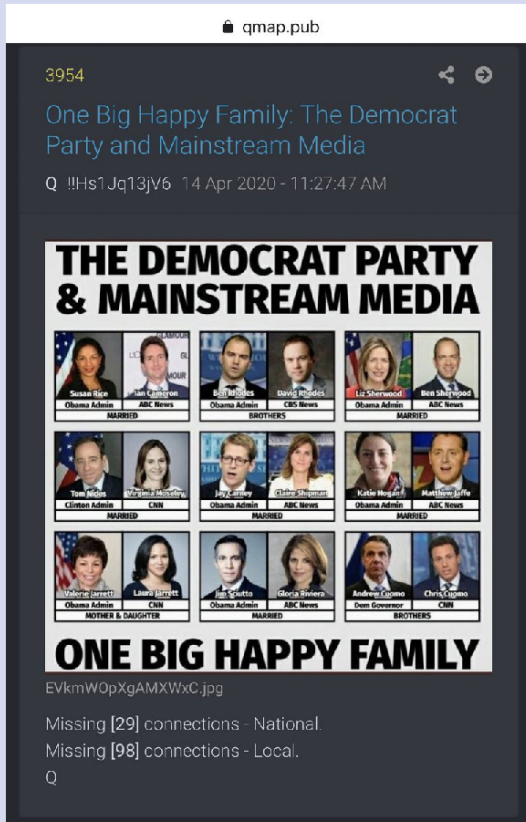 qmap.pub
3954
One Big Happy Family: The Democrat
Party and Mainstream Media
Q !!Hs1Jq13jV6 14 Apr 2020 - 11:27:47 AM
THE DEMOCRAT PARTY
& MAINSTREAM MEDIA
GLAMOUR
Susan Rice Ian Cameron Ben Rhodes David Rhodes Liz Sherwood Ben Sherwood
Obama Admin ABC News Obama Admin CBS News Obama Admin ABC News
MARRIED BROTHERS MARRIED
Tom Nides Virginia Moseley Jay Carney Claire Shipman Katie Hogan Matthew Jaffe
Clinton Admin CNN Obama Admin ABC News Obama Admin ABC News
MARRIED MARRIED MARRIED
Valerie Jarrett Laura Jarrett Jim Sciutto Gloria Riviera Andrew Cuomo Chris Cuomo
Obama Admin CNN Obama Admin ABC News Dem Governor CNN
MOTHER & DAUGHTER MARRIED BROTHERS
ONE BIG HAPPY FAMILY
EVkmWOpXgAMXWxC.jpg
Missing [29] connections - National.
Missing [98] connections - Local.
Q